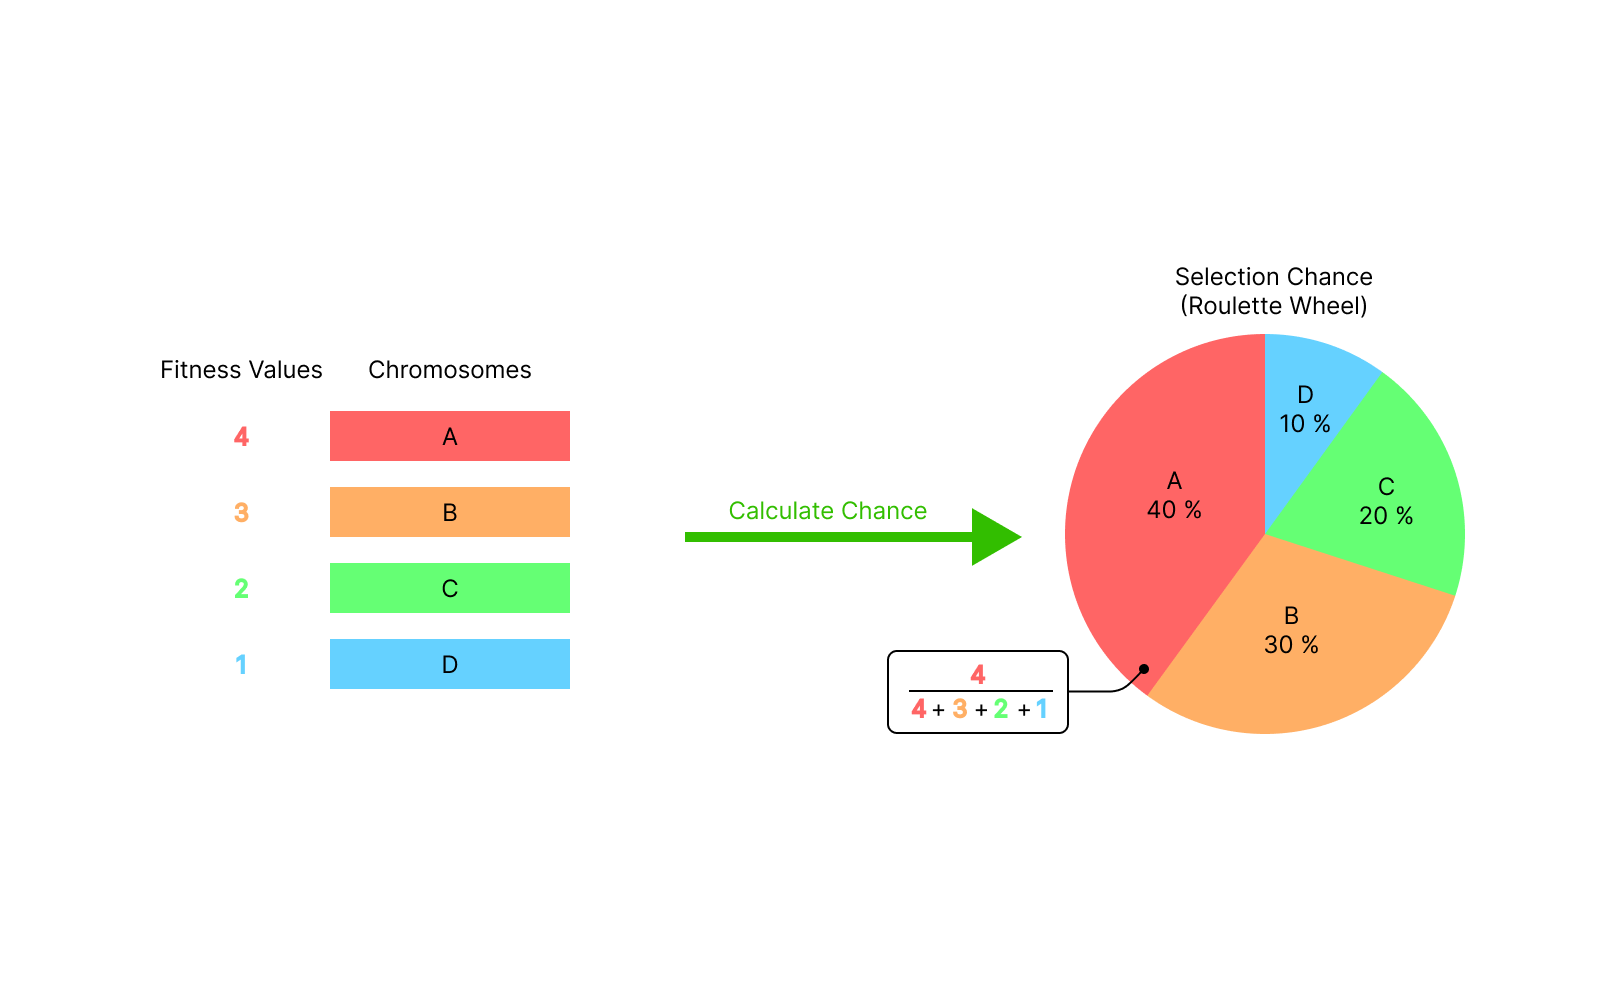 Selection Chance
(Roulette Wheel)
Fitness Values Chromosomes
4 A
3 B
2 C
1 D
Calculate Chance
D
10 %
C
20 %
A
40 %
B
30 %
4
4 + 3 + 2 + 1